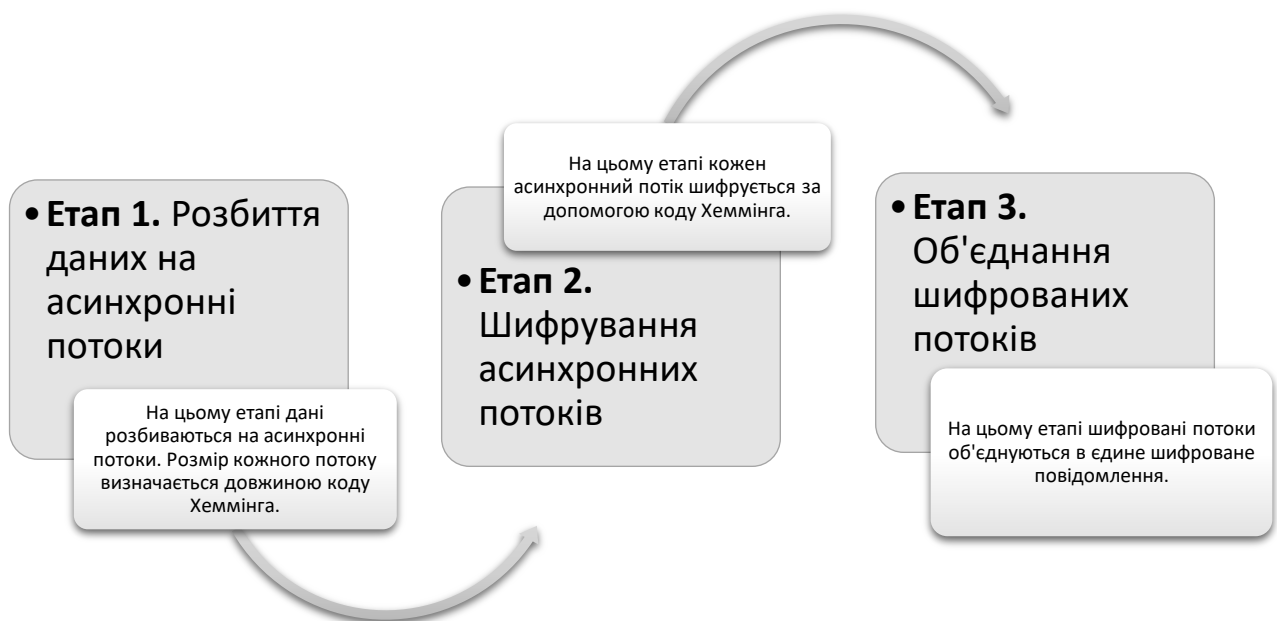 • Етап 1. Розбиття
даних на
асинхронні
потоки
На цьому етапі дані
розбиваються на асинхронні
потоки. Розмір кожного потоку
визначається довжиною коду
Хеммінга.
На цьому етапі кожен
асинхронний потік шифрується за
допомогою коду Хеммінга.
• Етап 2.
Шифрування
асинхронних
потоків
• Етап 3.
Об'єднання
шифрованих
потоків
На цьому етапі шифровані потоки
об'єднуються в єдине шифроване
повідомлення.